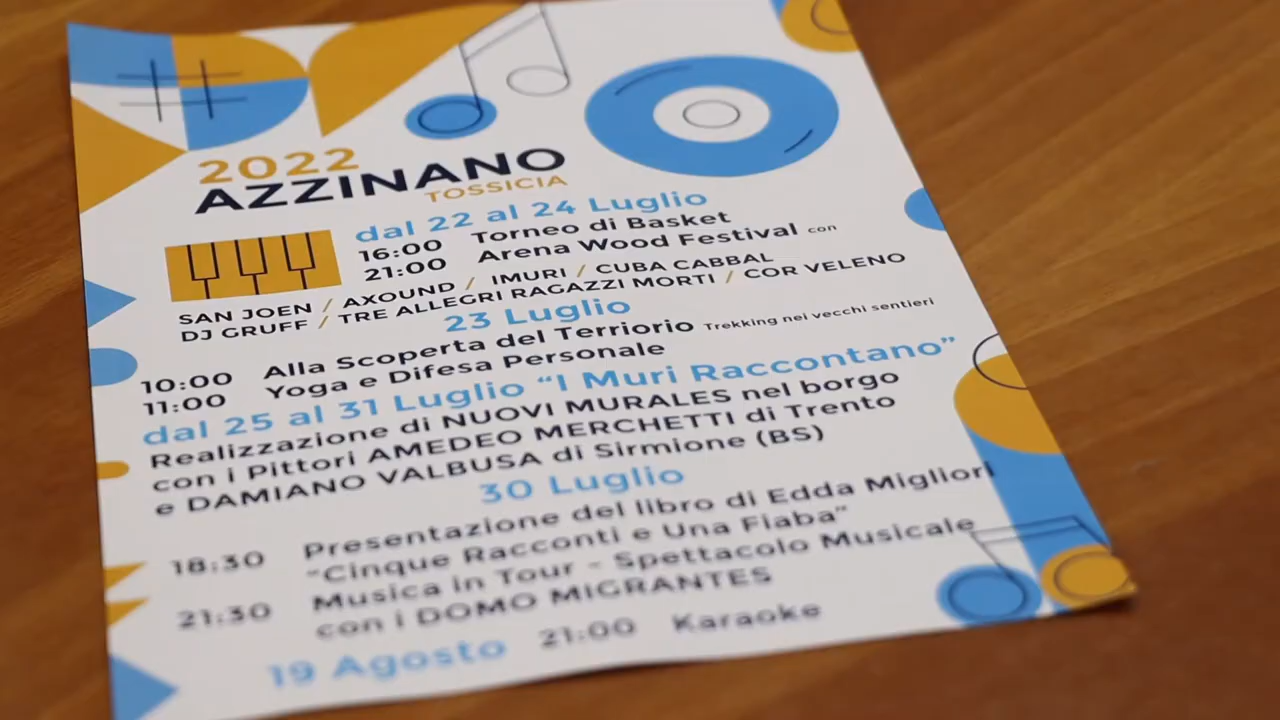 2022
AZZINANO
TOSSICIA
dal 22 al 24 Luglio
16:00 Torneo di Basket
21:00 Arena Wood Festival con
SAN JOEN / AXOUND / IMURI / CUBA CABBAL
DJ GRUFF / TRE ALLEGRI RAGAZZI MORTI / COR VELENO
23 Luglio
10:00 Alla Scoperta del Terriorio Trekking nei vecchi sentieri
11:00 Yoga e Difesa Personale
dal 25 al 31 Luglio “I Muri Raccontano”
Realizzazione di NUOVI MURALES nel borgo
con i Pittori AMEDEO MERCHETTI di Trento
e DAMIANO VALBUSA di Sirmione (BS)
30 Luglio
18:30 Presentazione del libro di Edda Migliori
“Cinque Racconti e Una Fiaba”
21:30 Musica in Tour - Spettacolo Musicale
con i DOMO MIGRANTES
19 Agosto 21:00 Karaoke